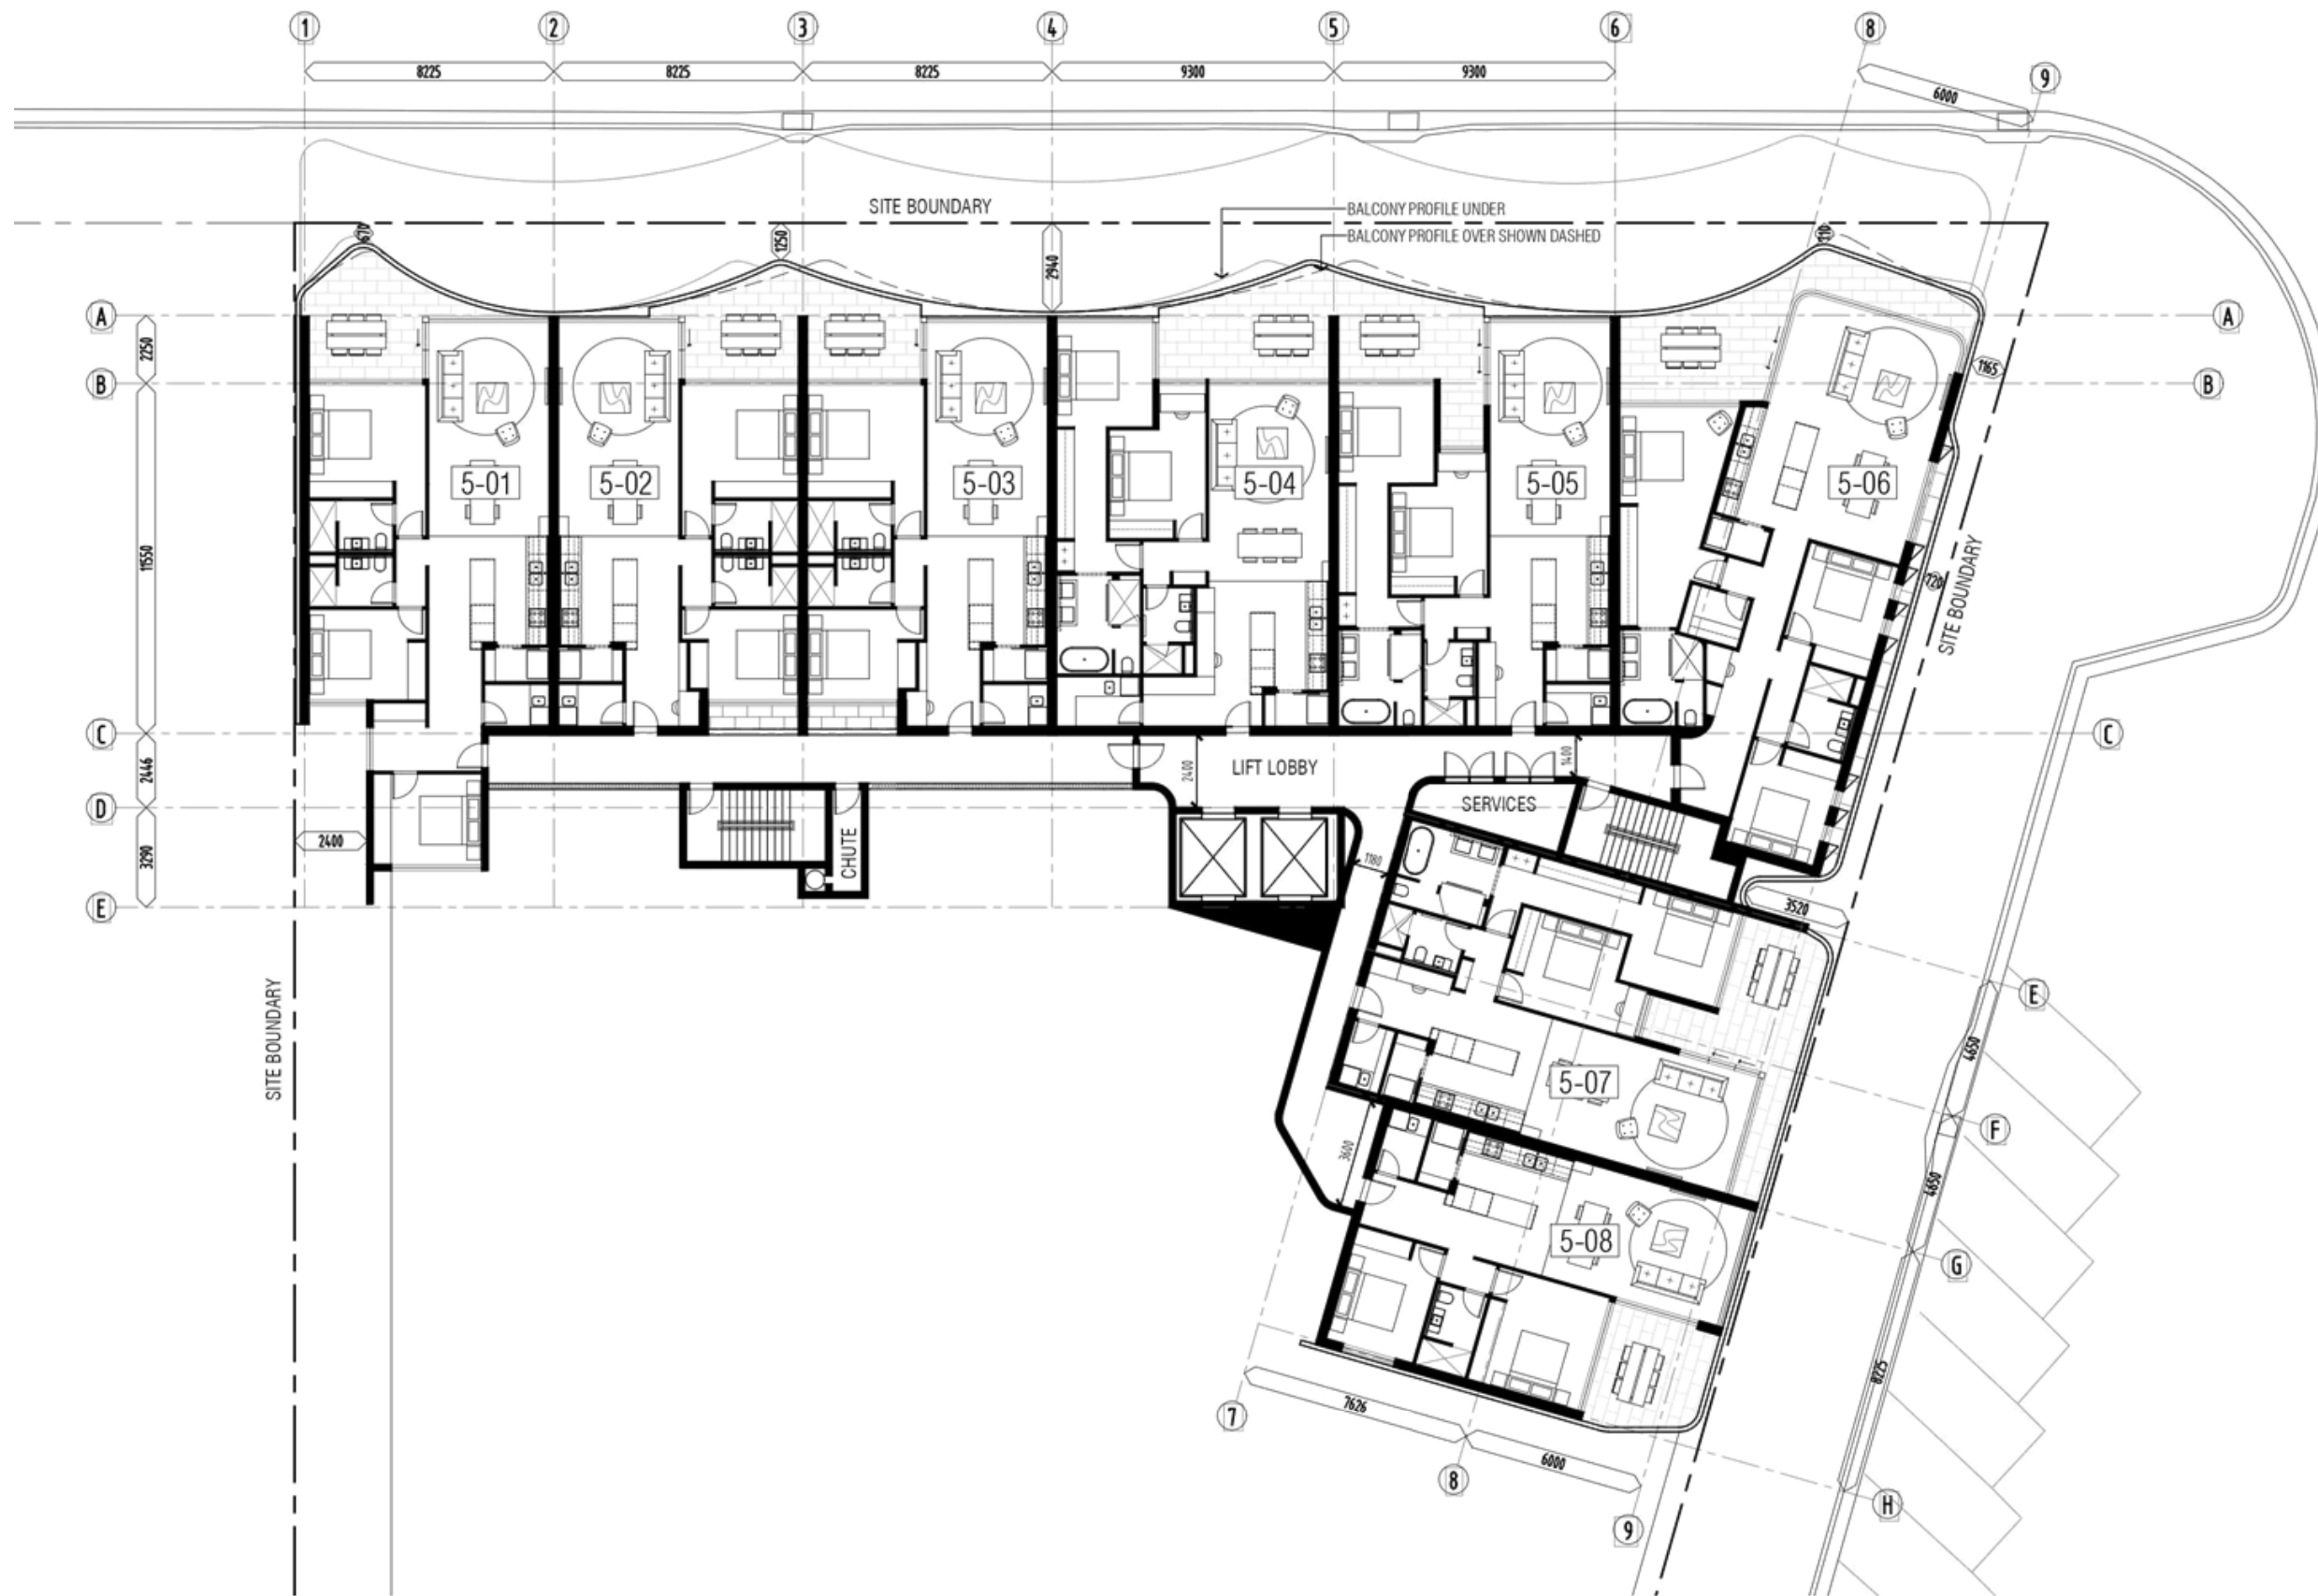 1 2 3 4 5 6 8 9
8225 8225 8225 9300 9300 6000
SITE BOUNDARY
BALCONY PROFILE UNDER
BALCONY PROFILE OVER SHOWN DASHED
670 1250 2940 110
A A
2250
B B
1165
5-01 5-02 5-03 5-04 5-05 5-06
11550
720
SITE BOUNDARY
C C
2446
2400
LIFT LOBBY
1400
D
SERVICES
2400
3290
CHUTE
1180
E
3520
SITE BOUNDARY
E
4650
5-07
F
3600
4650
5-08
G
8225
7626
7
6000
8
9
H